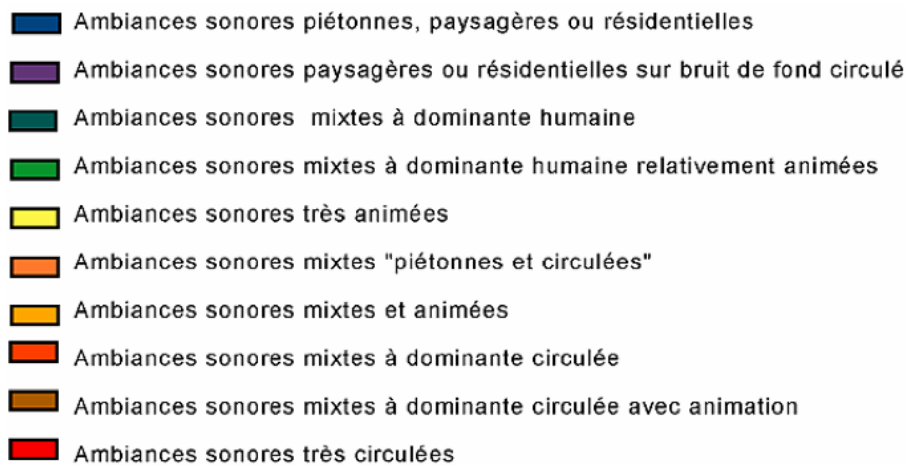 Ambiances sonores piétonnes, paysagères ou résidentielles
Ambiances sonores paysagères ou résidentielles sur bruit de fond circulé
Ambiances sonores mixtes à dominante humaine
Ambiances sonores mixtes à dominante humaine relativement animées
Ambiances sonores très animées
Ambiances sonores mixtes "piétonnes et circulées"
Ambiances sonores mixtes et animées
Ambiances sonores mixtes à dominante circulée
Ambiances sonores mixtes à dominante circulée avec animation
Ambiances sonores très circulées